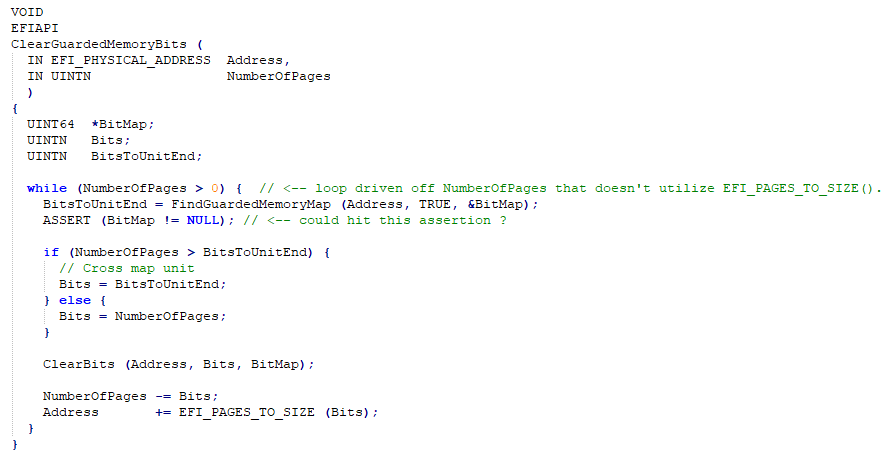 VOID
EFIAPI
ClearGuardedMemoryBits (
  IN EFI_PHYSICAL_ADDRESS  Address,
  IN UINTN                 NumberOfPages
  )
{
  UINT64  *BitMap;
  UINTN   Bits;
  UINTN   BitsToUnitEnd;

  while (NumberOfPages > 0) {  // <-- loop driven off NumberOfPages that doesn't utilize EFI_PAGES_TO_SIZE().
    BitsToUnitEnd = FindGuardedMemoryMap (Address, TRUE, &BitMap);
    ASSERT (BitMap != NULL); // <-- could hit this assertion ?

    if (NumberOfPages > BitsToUnitEnd) {
      // Cross map unit
      Bits = BitsToUnitEnd;
    } else {
      Bits = NumberOfPages;
    }

    ClearBits (Address, Bits, BitMap);

    NumberOfPages -= Bits;
    Address       += EFI_PAGES_TO_SIZE (Bits);
  }
}